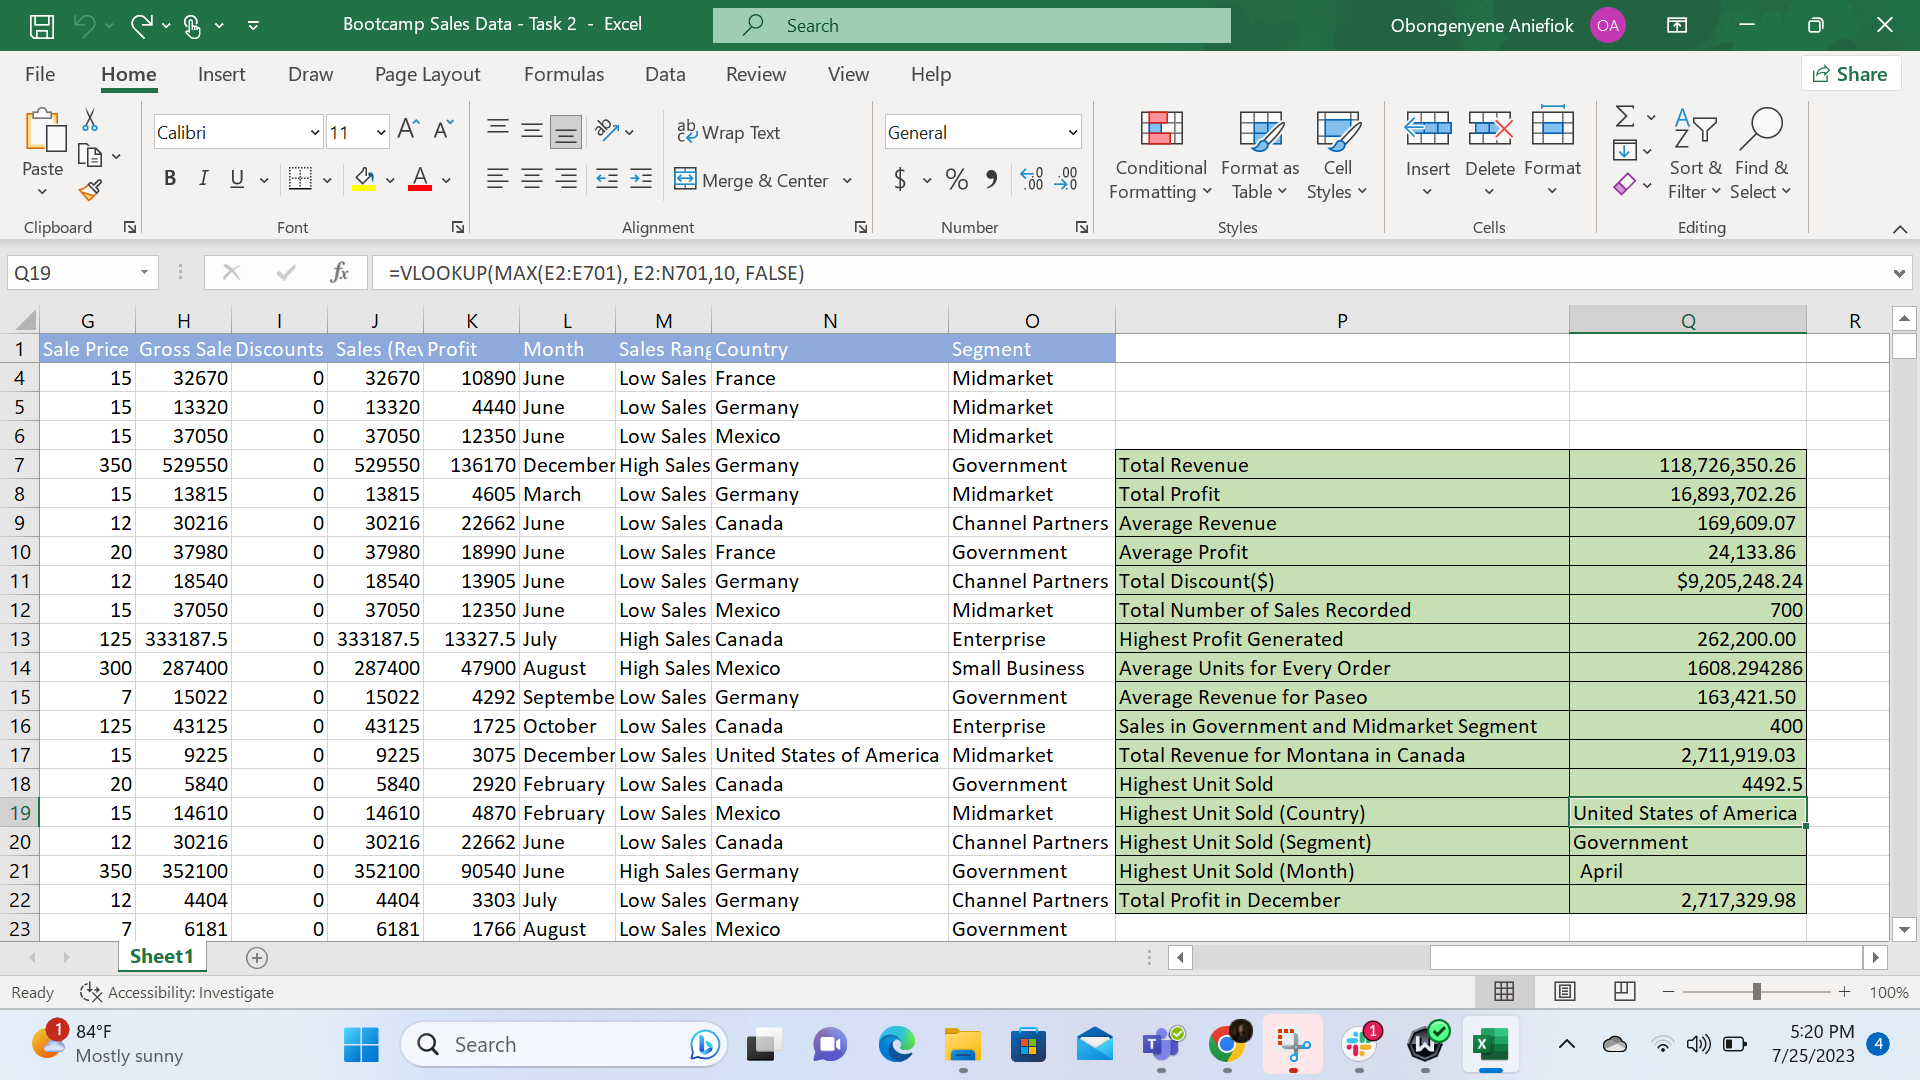 Bootcamp Sales Data - Task 2 - Excel
Search
Obongenyene Aniefiok
OA
File Home Insert Draw Page Layout Formulas Data Review View Help
Share
Paste
Clipboard
Calibri 11
B I U
Font
Wrap Text
Merge & Center
Alignment
General
$ % ,
Number
Conditional Formatting
Format as Table
Cell Styles
Styles
Insert Delete Format
Cells
Sort & Filter
Find & Select
Editing
Q19 fx =VLOOKUP(MAX(E2:E701), E2:N701,10, FALSE)
G H I J K L M N O P Q R
1 Sale Price Gross Sale Discounts Sales (Rev Profit Month Sales Rang Country Segment
4 15 32670 0 32670 10890 June Low Sales France Midmarket
5 15 13320 0 13320 4440 June Low Sales Germany Midmarket
6 15 37050 0 37050 12350 June Low Sales Mexico Midmarket
7 350 529550 0 529550 136170 December High Sales Germany Government Total Revenue 118,726,350.26
8 15 13815 0 13815 4605 March Low Sales Germany Midmarket Total Profit 16,893,702.26
9 12 30216 0 30216 22662 June Low Sales Canada Channel Partners Average Revenue 169,609.07
10 20 37980 0 37980 18990 June Low Sales France Government Average Profit 24,133.86
11 12 18540 0 18540 13905 June Low Sales Germany Channel Partners Total Discount($) $9,205,248.24
12 15 37050 0 37050 12350 June Low Sales Mexico Midmarket Total Number of Sales Recorded 700
13 125 333187.5 0 333187.5 13327.5 July High Sales Canada Enterprise Highest Profit Generated 262,200.00
14 300 287400 0 287400 47900 August High Sales Mexico Small Business Average Units for Every Order 1608.294286
15 7 15022 0 15022 4292 Septembe Low Sales Germany Government Average Revenue for Paseo 163,421.50
16 125 43125 0 43125 1725 October Low Sales Canada Enterprise Sales in Government and Midmarket Segment 400
17 15 9225 0 9225 3075 December Low Sales United States of America Midmarket Total Revenue for Montana in Canada 2,711,919.03
18 20 5840 0 5840 2920 February Low Sales Canada Government Highest Unit Sold 4492.5
19 15 14610 0 14610 4870 February Low Sales Mexico Midmarket Highest Unit Sold (Country) United States of America
20 12 30216 0 30216 22662 June Low Sales Canada Channel Partners Highest Unit Sold (Segment) Government
21 350 352100 0 352100 90540 June High Sales Germany Government Highest Unit Sold (Month) April
22 12 4404 0 4404 3303 July Low Sales Germany Channel Partners Total Profit in December 2,717,329.98
23 7 6181 0 6181 1766 August Low Sales Mexico Government
Sheet1
Ready Accessibility: Investigate 100%
1 84°F
Mostly sunny
Search
1
5:20 PM
7/25/2023
4